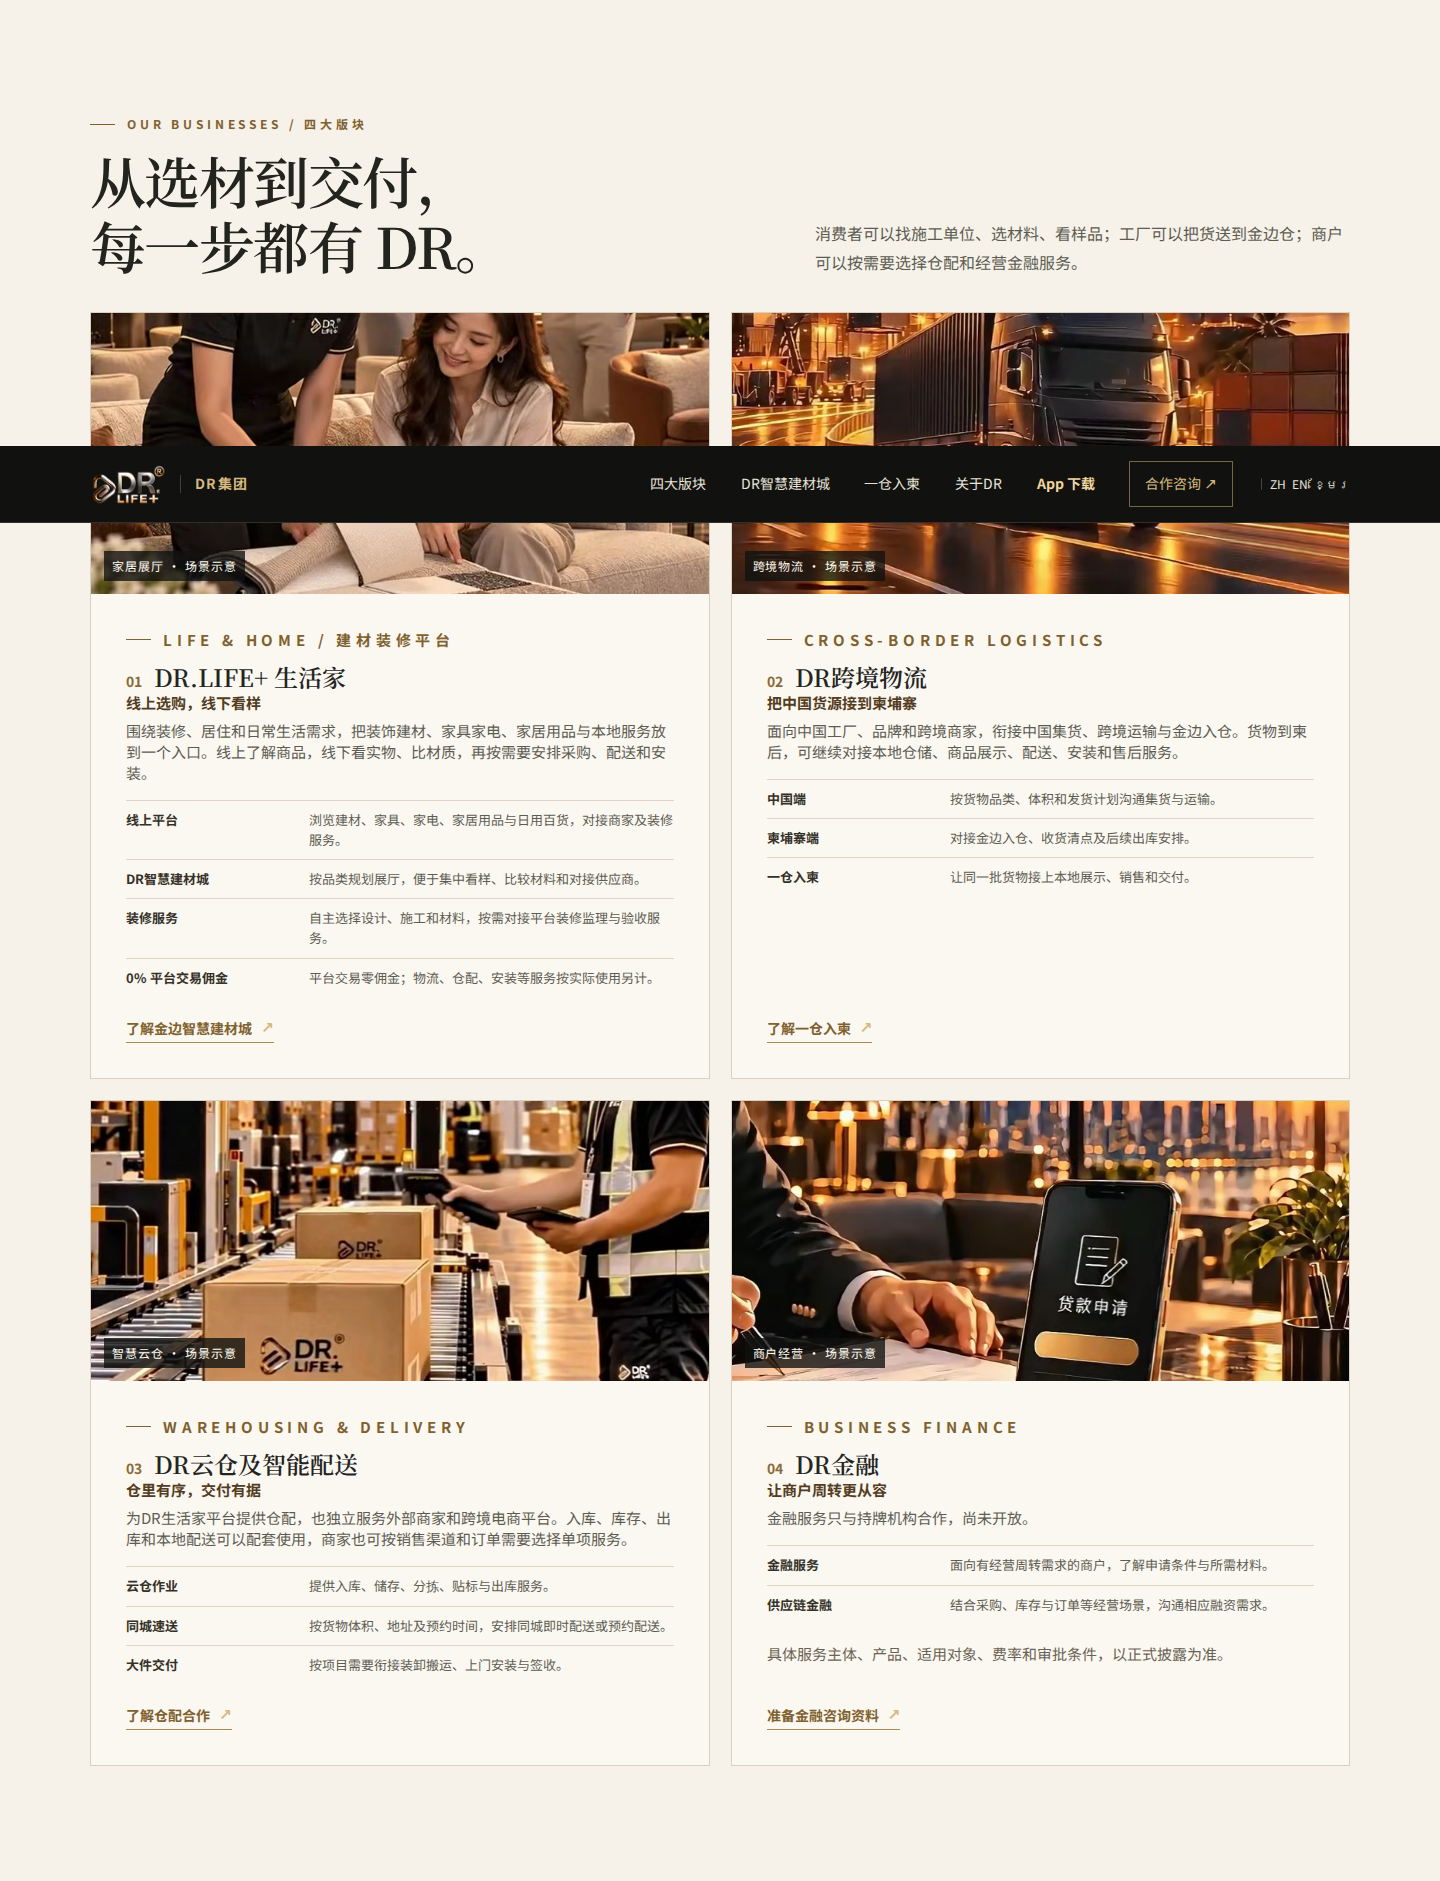 OUR BUSINESSES / 四大版块
从选材到交付，
每一步都有 DR。
消费者可以找施工单位、选材料、看样品；工厂可以把货送到金边仓；商户
可以按需要选择仓配和经营金融服务。
DR.
LIFE+
DR.®
LIFE+
DR集团
四大版块
DR智慧建材城
一仓入柬
关于DR
App 下载
合作咨询 ↗
ZH EN
家居展厅 · 场景示意
跨境物流 · 场景示意
LIFE & HOME / 建材装修平台
01 DR.LIFE+ 生活家
线上选购，线下看样
围绕装修、居住和日常生活需求，把装饰建材、家具家电、家居用品与本地服务放
到一个入口。线上了解商品，线下看实物、比材质，再按需要安排采购、配送和安
装。
线上平台
浏览建材、家具、家电、家居用品与日用百货，对接商家及装修
服务。
DR智慧建材城
按品类规划展厅，便于集中看样、比较材料和对接供应商。
装修服务
自主选择设计、施工和材料，按需对接平台装修监理与验收服
务。
0% 平台交易佣金
平台交易零佣金；物流、仓配、安装等服务按实际使用另计。
了解金边智慧建材城 ↗
CROSS-BORDER LOGISTICS
02 DR跨境物流
把中国货源接到柬埔寨
面向中国工厂、品牌和跨境商家，衔接中国集货、跨境运输与金边入仓。货物到柬
后，可继续对接本地仓储、商品展示、配送、安装和售后服务。
中国端
按货物品类、体积和发货计划沟通集货与运输。
柬埔寨端
对接金边入仓、收货清点及后续出库安排。
一仓入柬
让同一批货物接上本地展示、销售和交付。
了解一仓入柬 ↗
DR.
LIFE+
DR.®
LIFE+
DR.
LIFE+
智慧云仓 · 场景示意
贷款申请
商户经营 · 场景示意
WAREHOUSING & DELIVERY
03 DR云仓及智能配送
仓里有序，交付有据
为DR生活家平台提供仓配，也独立服务外部商家和跨境电商平台。入库、库存、出
库和本地配送可以配套使用，商家也可按销售渠道和订单需要选择单项服务。
云仓作业
提供入库、储存、分拣、贴标与出库服务。
同城速送
按货物体积、地址及预约时间，安排同城即时配送或预约配送。
大件交付
按项目需要衔接装卸搬运、上门安装与签收。
了解仓配合作 ↗
BUSINESS FINANCE
04 DR金融
让商户周转更从容
金融服务只与持牌机构合作，尚未开放。
金融服务
面向有经营周转需求的商户，了解申请条件与所需材料。
供应链金融
结合采购、库存与订单等经营场景，沟通相应融资需求。
具体服务主体、产品、适用对象、费率和审批条件，以正式披露为准。
准备金融咨询资料 ↗